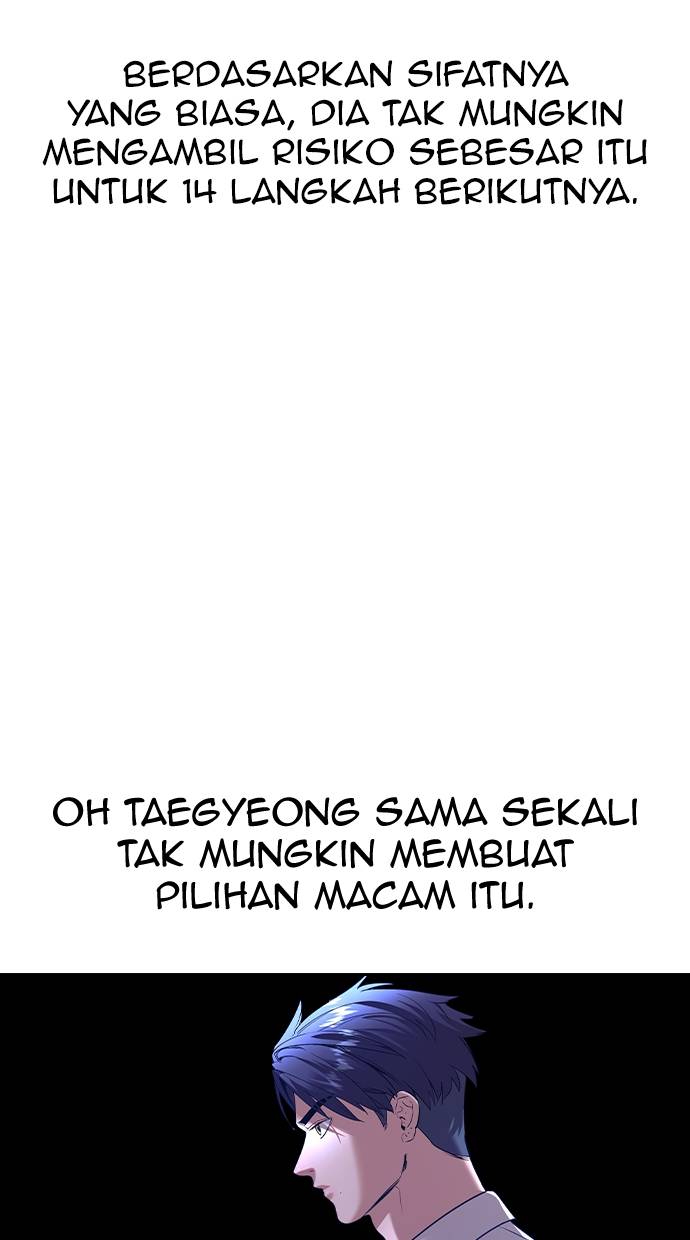 BERDASARKAN SIFATNYA
YANG BIASA, DIA TAK MUNGKIN
MENGAMBIL RISIKO SEBESAR ITU
UNTUK 14 LANGKAH BERIKUTNYA.
OH TAEGYEONG SAMA SEKALI
TAK MUNGKIN MEMBUAT
PILIHAN MACAM ITU.